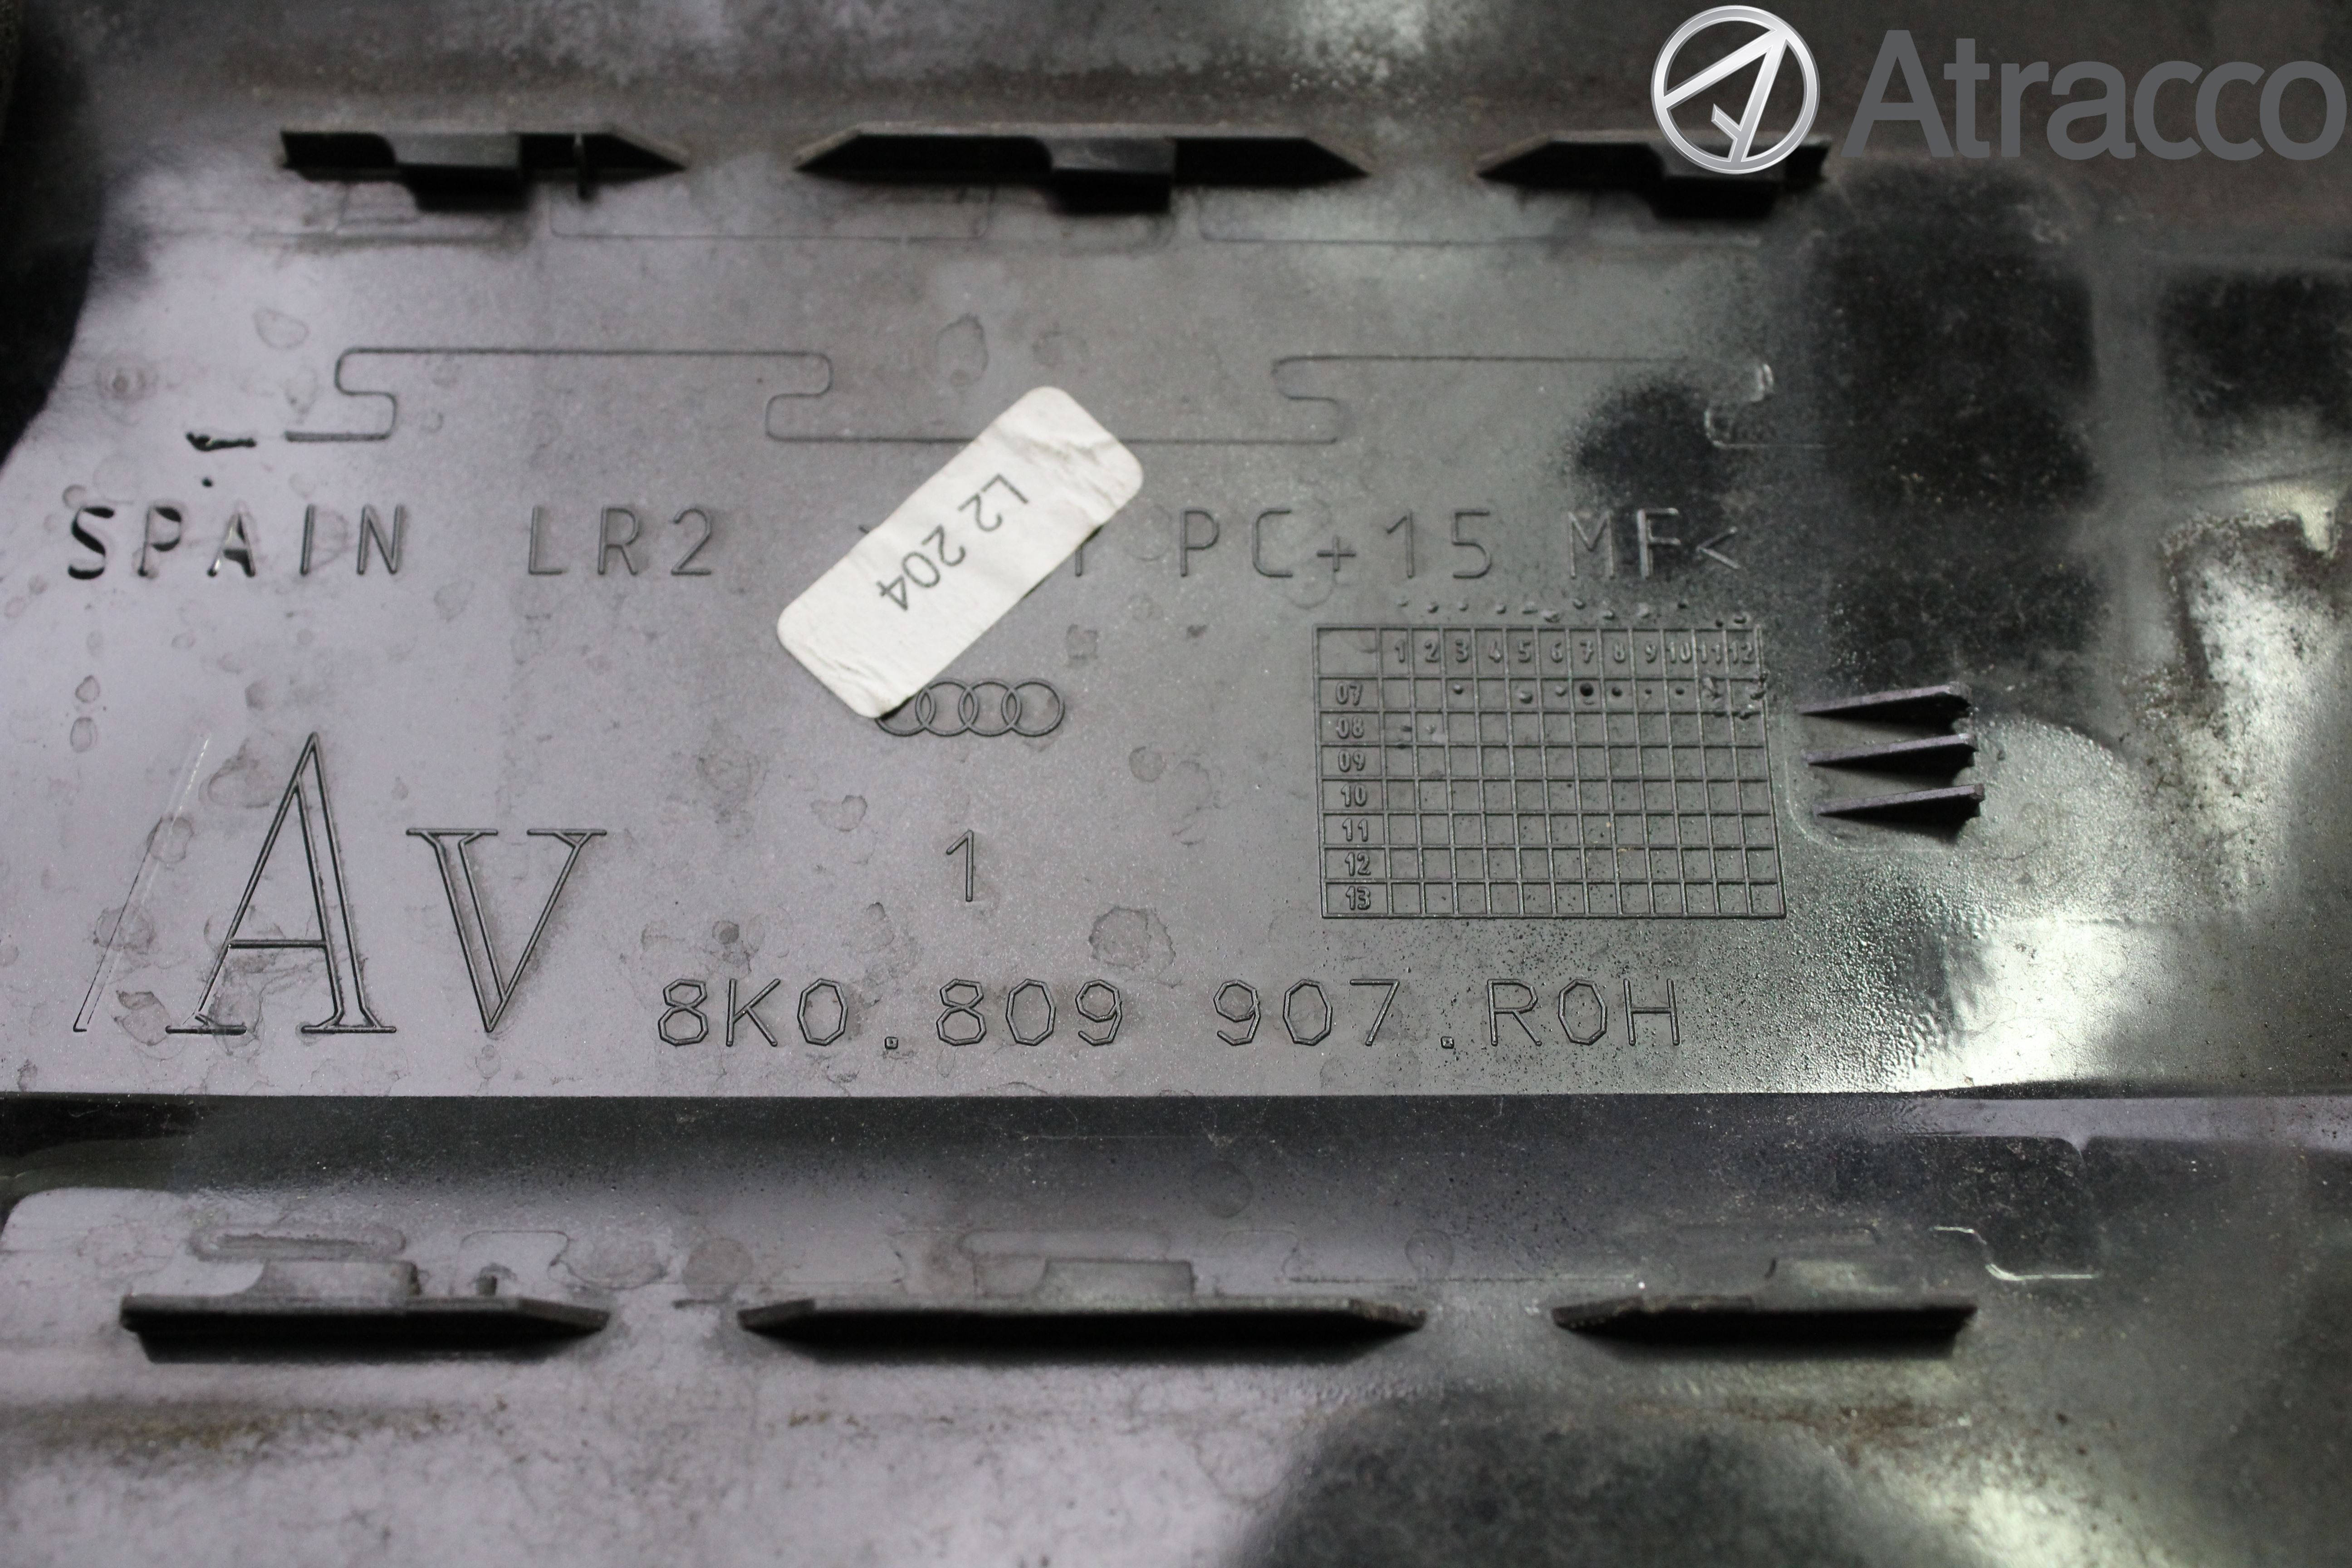 Atracco
SPAIN LR2 PC+15 MF<
L2 204
1 2 3 4 5 6 7 8 9 10 11 12
07
08
09
10
11
12
13
Av
1
8K0.809 907.R0H